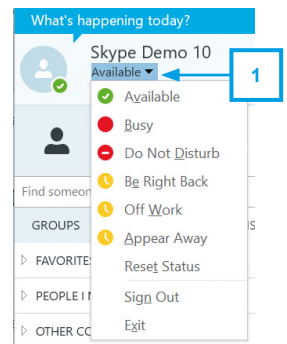 What's happening today?
Skype Demo 10
Available
1
Available
Busy
Do Not Disturb
Be Right Back
Off Work
Appear Away
Find someon
GROUPS
Reset Status
FAVORITE
Sign Out
PEOPLE I
Exit
OTHER CO